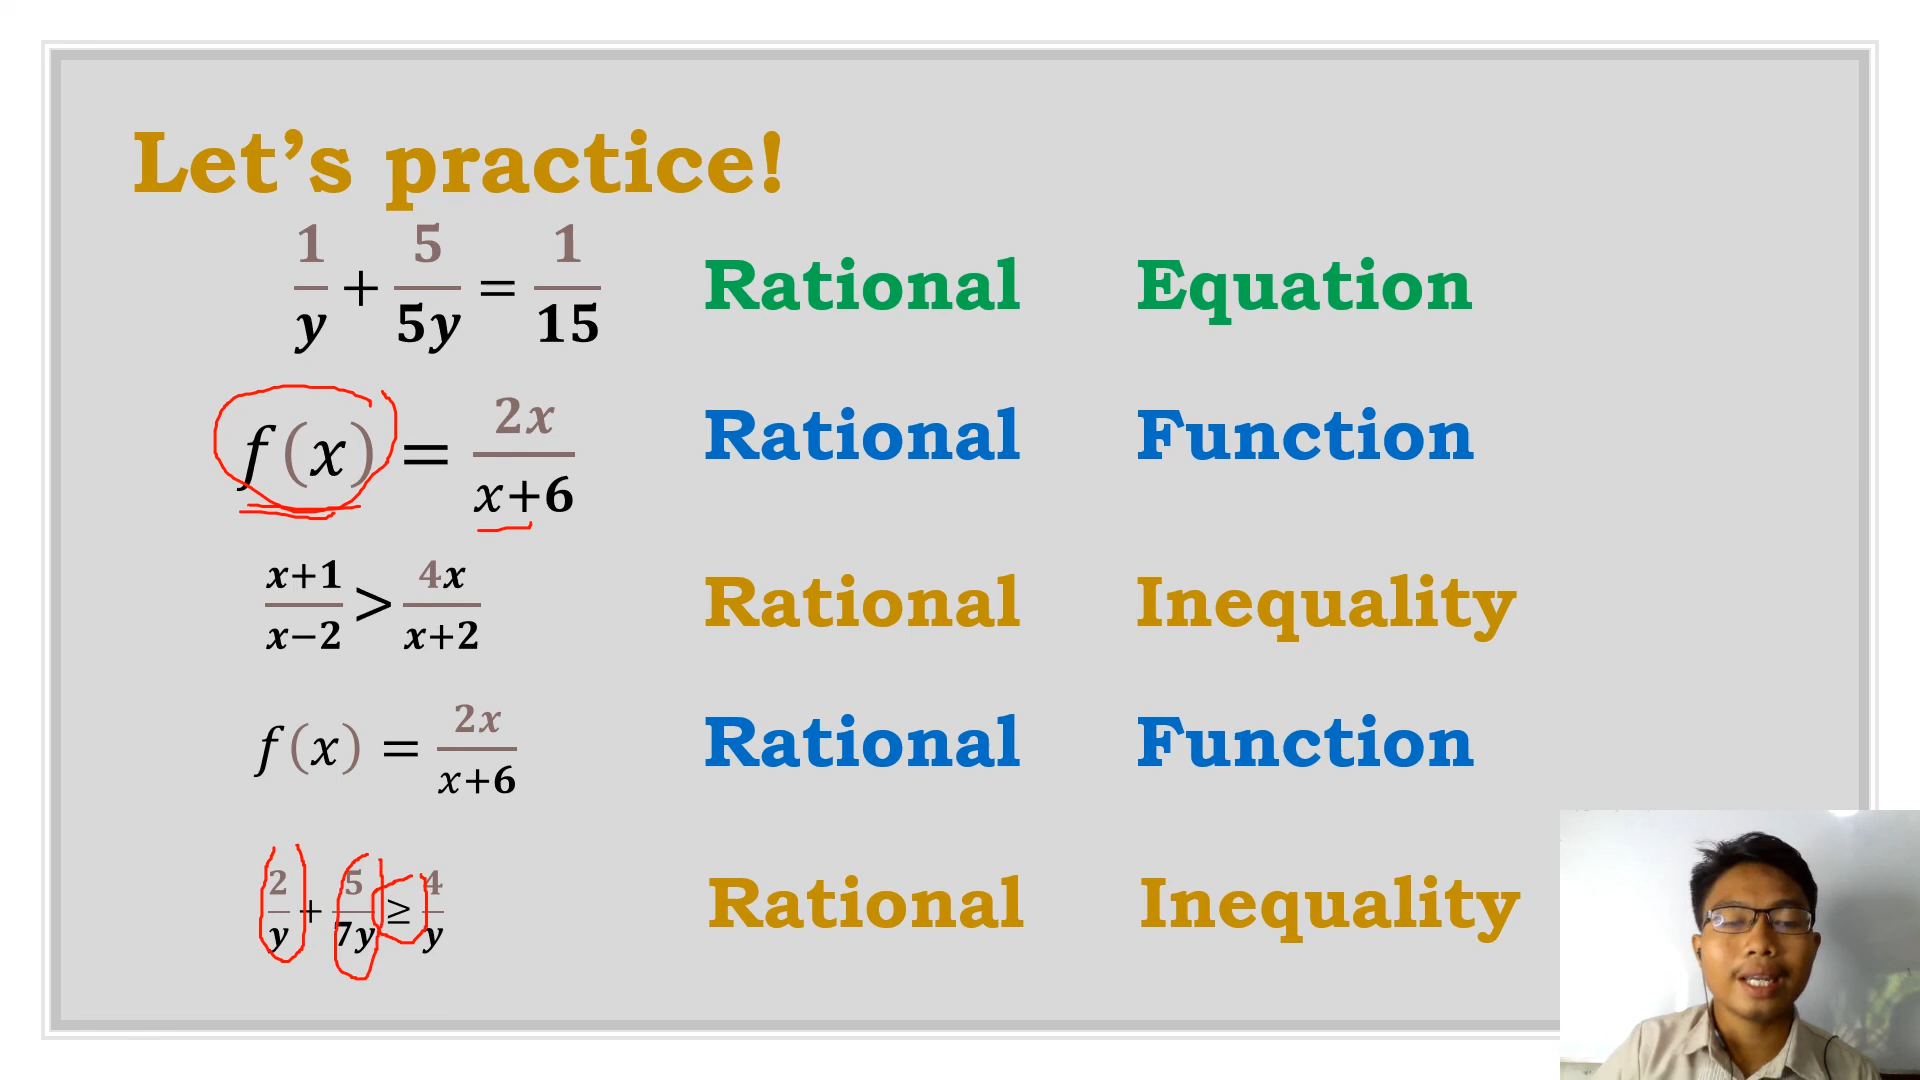 Let’s practice!
1/y + 5/5y = 1/15 Rational Equation
f(x) = 2x/x+6 Rational Function
x+1/x−2 > 4x/x+2 Rational Inequality
f(x) = 2x/x+6 Rational Function
2/y + 5/7y ≥ 4/y Rational Inequality